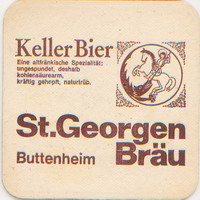 Keller Bier
Eine altfränkische Spezialität:
ungespundet, deshalb
kohlensäurearm,
kräftig gehopft, naturtrüb.
St.Georgen
Buttenheim Bräu